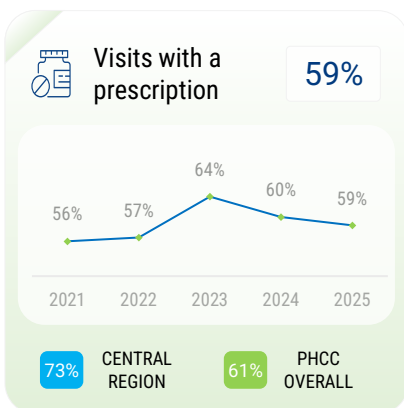 Visits with a
prescription
59%
64%
60%
59%
56%
57%
2021 2022 2023 2024 2025
73% CENTRAL REGION
61% PHCC OVERALL